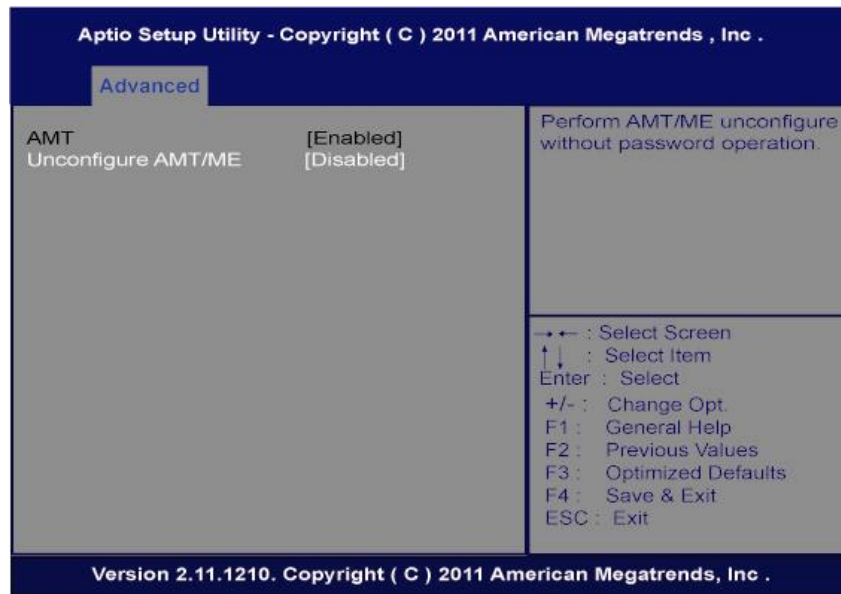 Aptio Setup Utility - Copyright ( C ) 2011 American Megatrends , Inc .
Advanced
AMT [Enabled]
Unconfigure AMT/ME [Disabled]
Perform AMT/ME unconfigure
without password operation.
→ ← : Select Screen
↑ ↓ : Select Item
Enter : Select
+/- : Change Opt.
F1 : General Help
F2 : Previous Values
F3 : Optimized Defaults
F4 : Save & Exit
ESC : Exit
Version 2.11.1210. Copyright ( C ) 2011 American Megatrends, Inc .